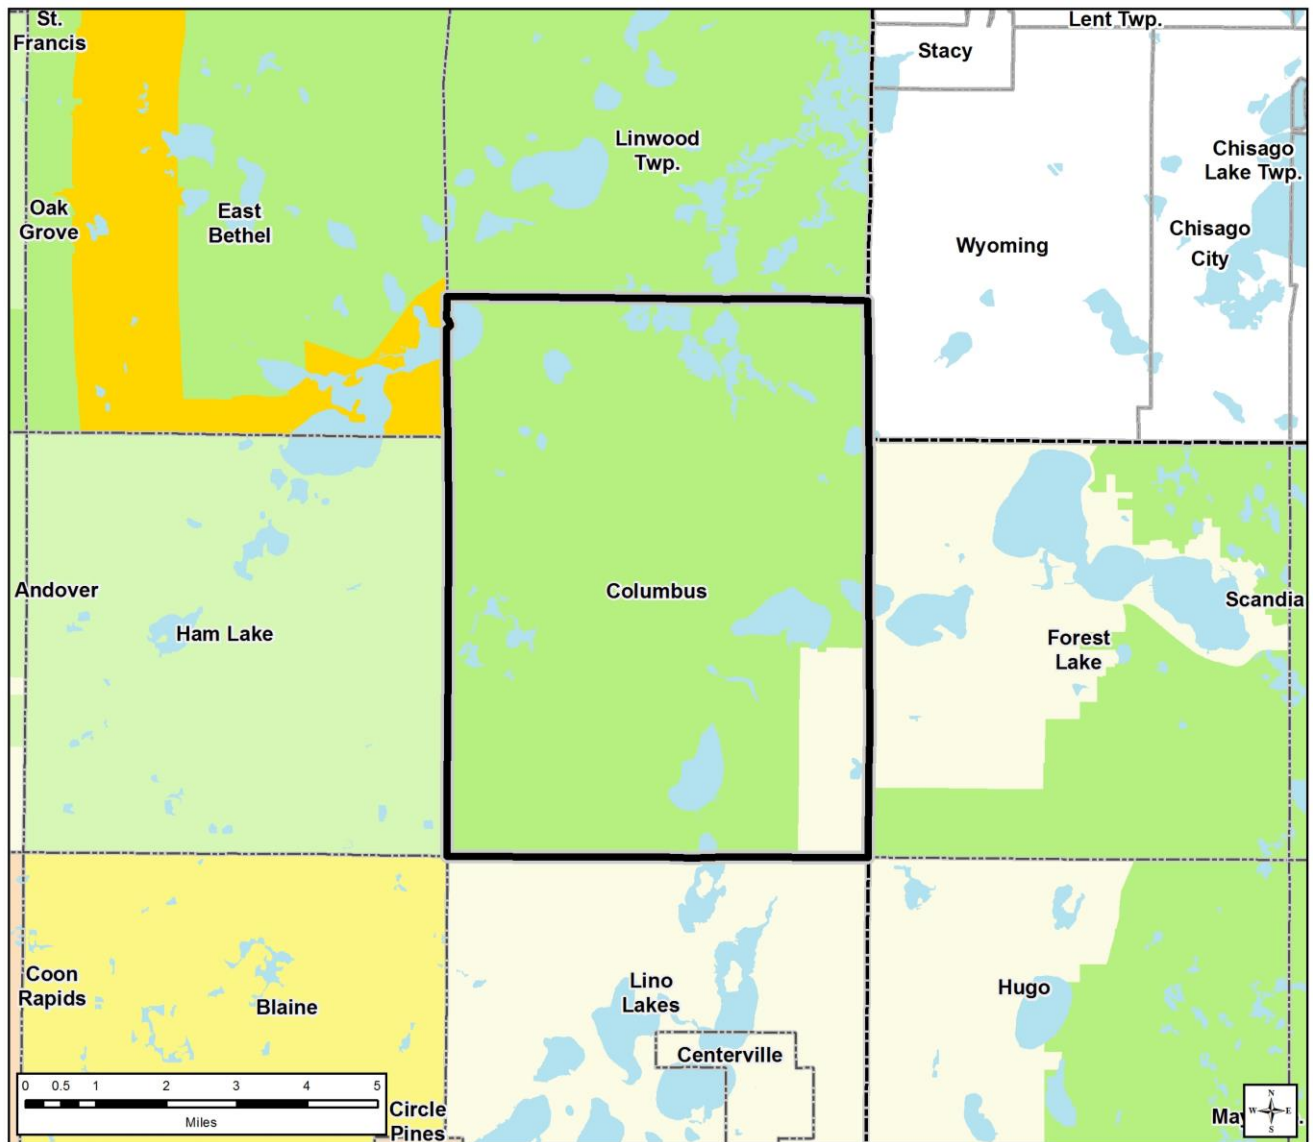 St.
Francis
Lent Twp.
Stacy
Linwood
Twp.
Chisago
Lake Twp.
Oak
Grove
East
Bethel
Wyoming
Chisago
City
Andover
Ham Lake
Columbus
Forest
Lake
Scandia
Coon
Rapids
Blaine
Lino
Lakes
Hugo
Centerville
0 0.5 1 2 3 4 5
Miles
Circle
Pines
May
N
W E
S